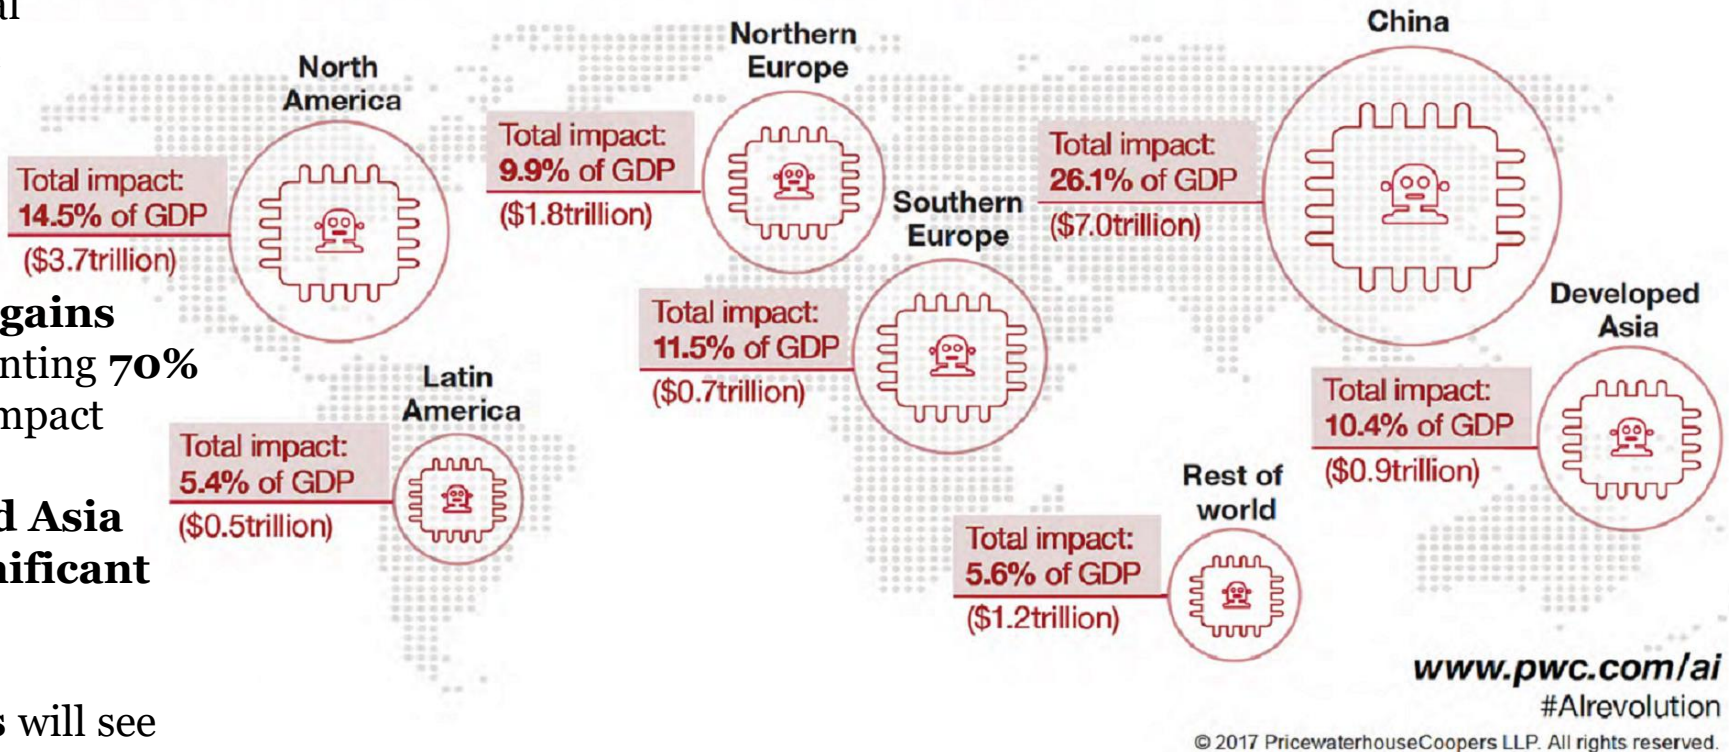 al
gains
nting 70%
mpact
d Asia
nificant
s will see
North
America
Total impact:
14.5% of GDP
($3.7trillion)
Northern
Europe
Total impact:
9.9% of GDP
($1.8trillion)
China
Total impact:
26.1% of GDP
($7.0trillion)
Southern
Europe
Total impact:
11.5% of GDP
($0.7trillion)
Developed
Asia
Total impact:
10.4% of GDP
($0.9trillion)
Latin
America
Total impact:
5.4% of GDP
($0.5trillion)
Rest of
world
Total impact:
5.6% of GDP
($1.2trillion)
www.pwc.com/ai
#AIrevolution
© 2017 PricewaterhouseCoopers LLP. All rights reserved.